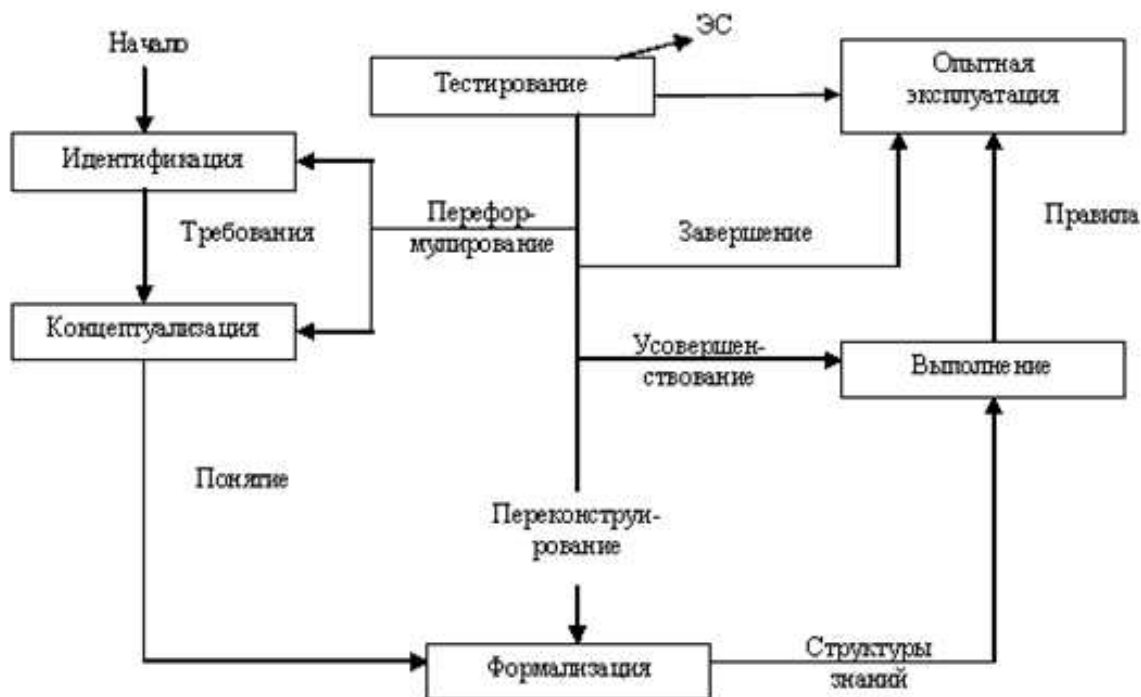 Начало
ЭС
Тестирование
Опытная
эксплуатация
Идентификация
Требования
Перефор-
мулирование
Завершение
Правила
Концептуализация
Усовершен-
ствование
Выполнение
Понятие
Переконструи-
рование
Формализация
Структуры
знаний